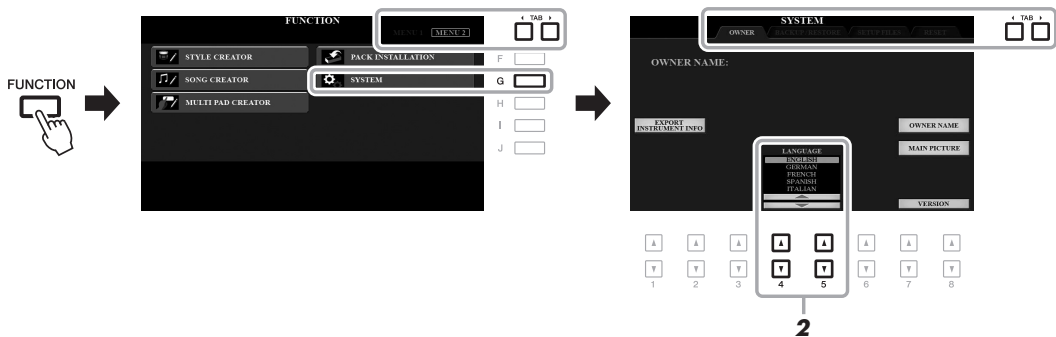 FUNCTION
FUNCTION
MENU 1 MENU 2
TAB
STYLE CREATOR
PACK INSTALLATION
F
SONG CREATOR
SYSTEM
G
MULTI PAD CREATOR
H
I
J
SYSTEM
TAB
OWNER BACKUP/RESTORE SETUP FILES RESET
OWNER NAME:
EXPORT
INSTRUMENT INFO
OWNER NAME
LANGUAGE
ENGLISH
GERMAN
FRENCH
SPANISH
ITALIAN
MAIN PICTURE
VERSION
1 2 3 4 5 6 7 8
2